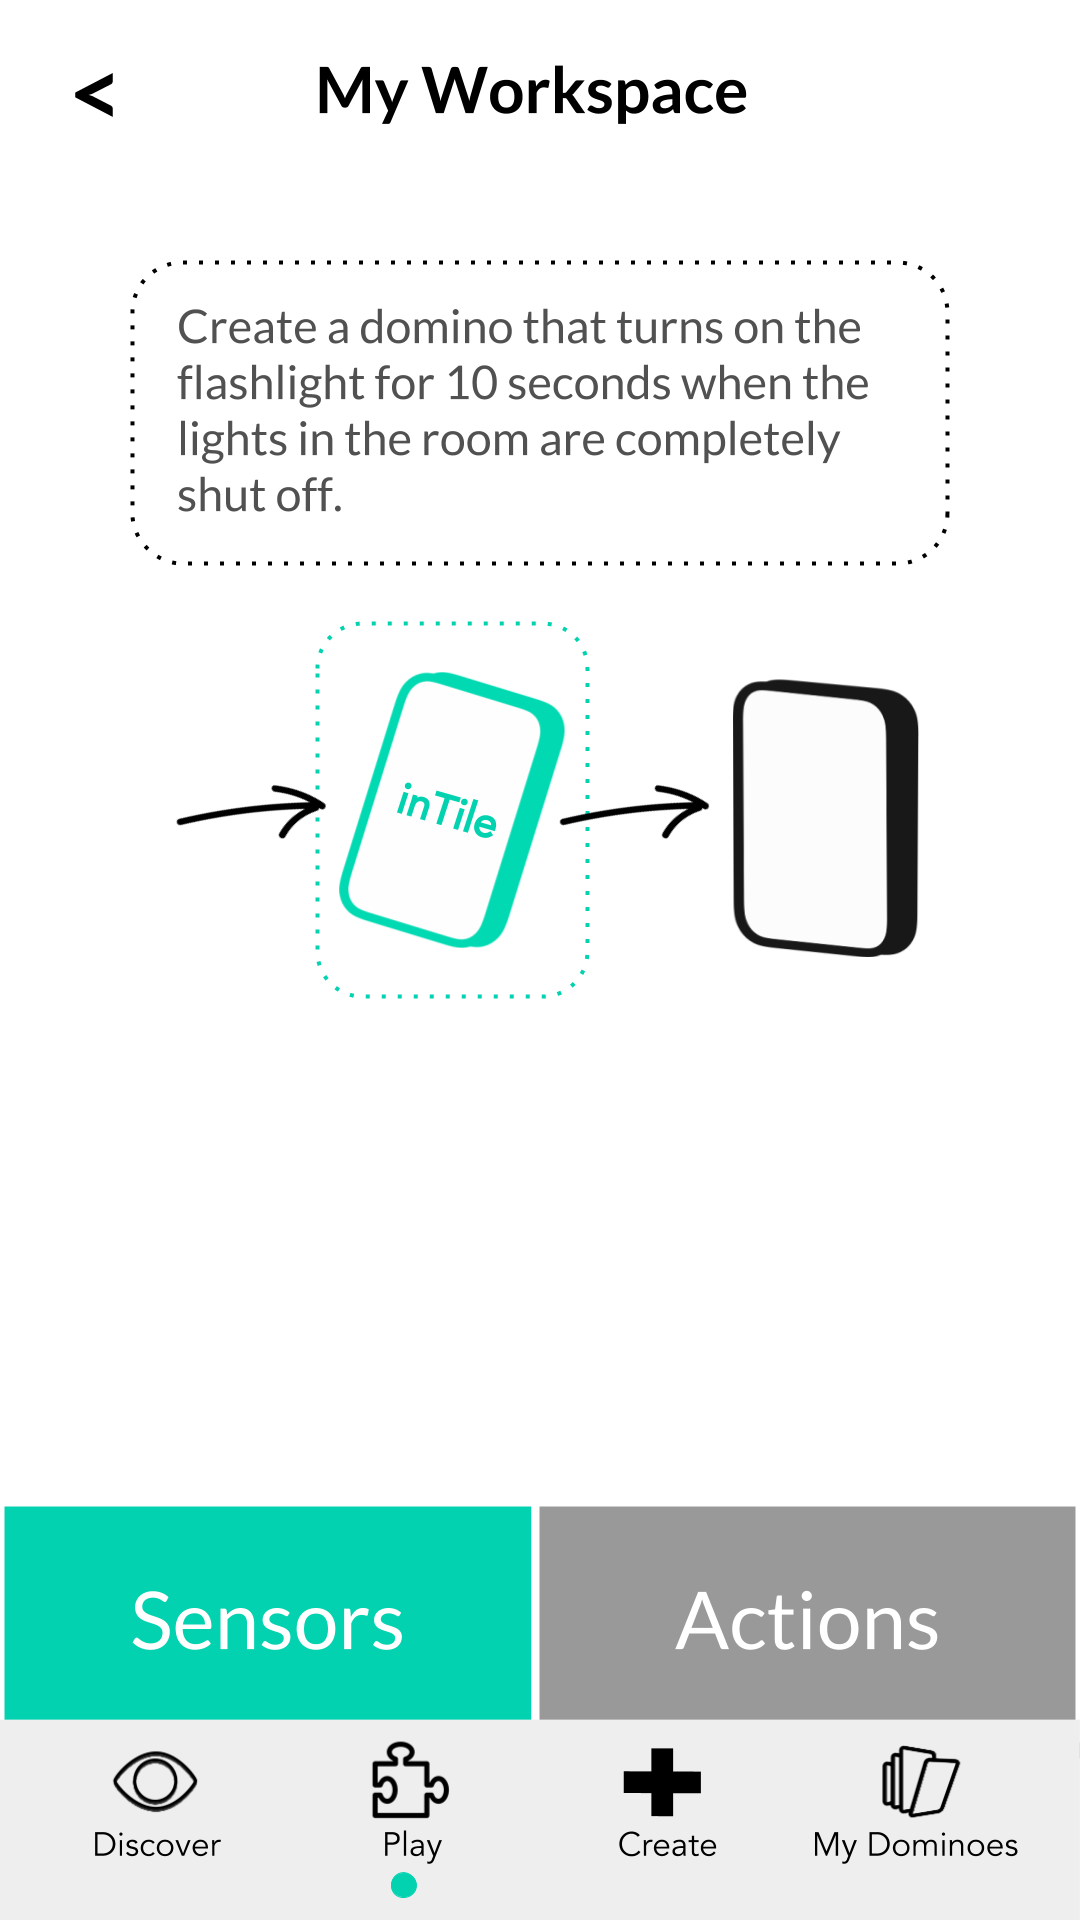 < My Workspace
Create a domino that turns on the
flashlight for 10 seconds when the
lights in the room are completely
shut off.
inTile
Sensors Actions
Discover Play Create My Dominoes